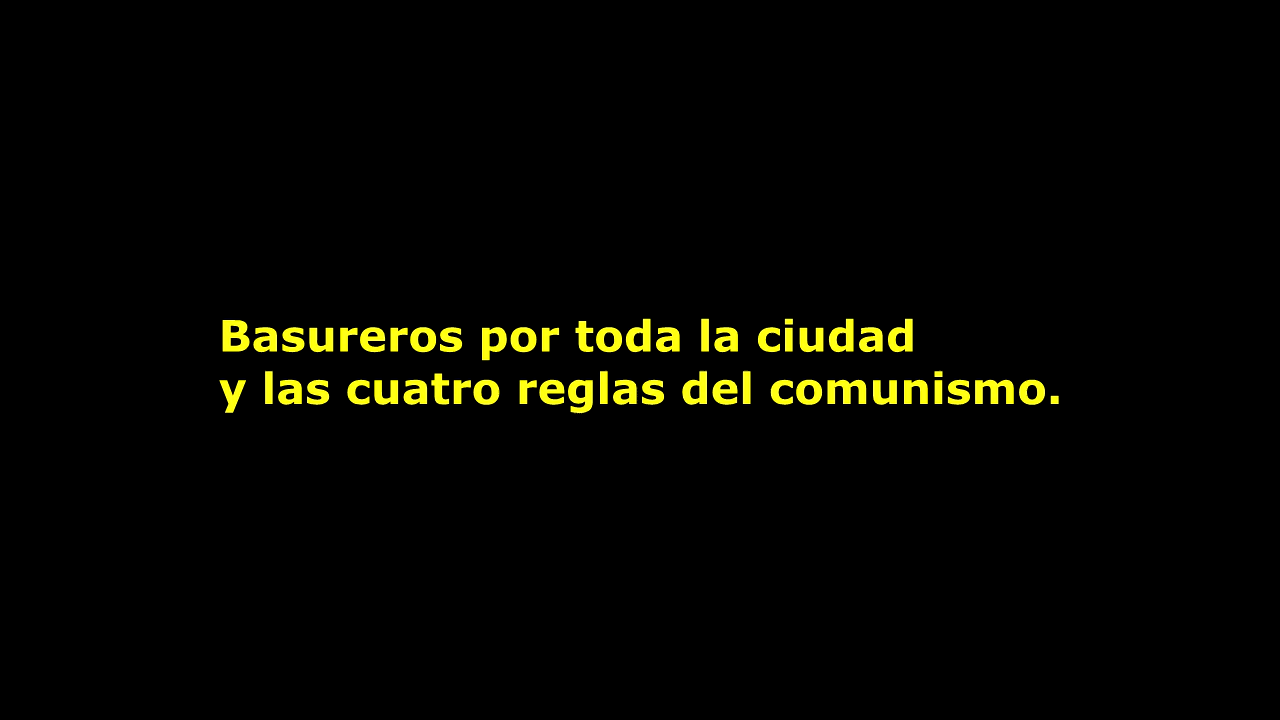 Basureros por toda la ciudad
y las cuatro reglas del comunismo.